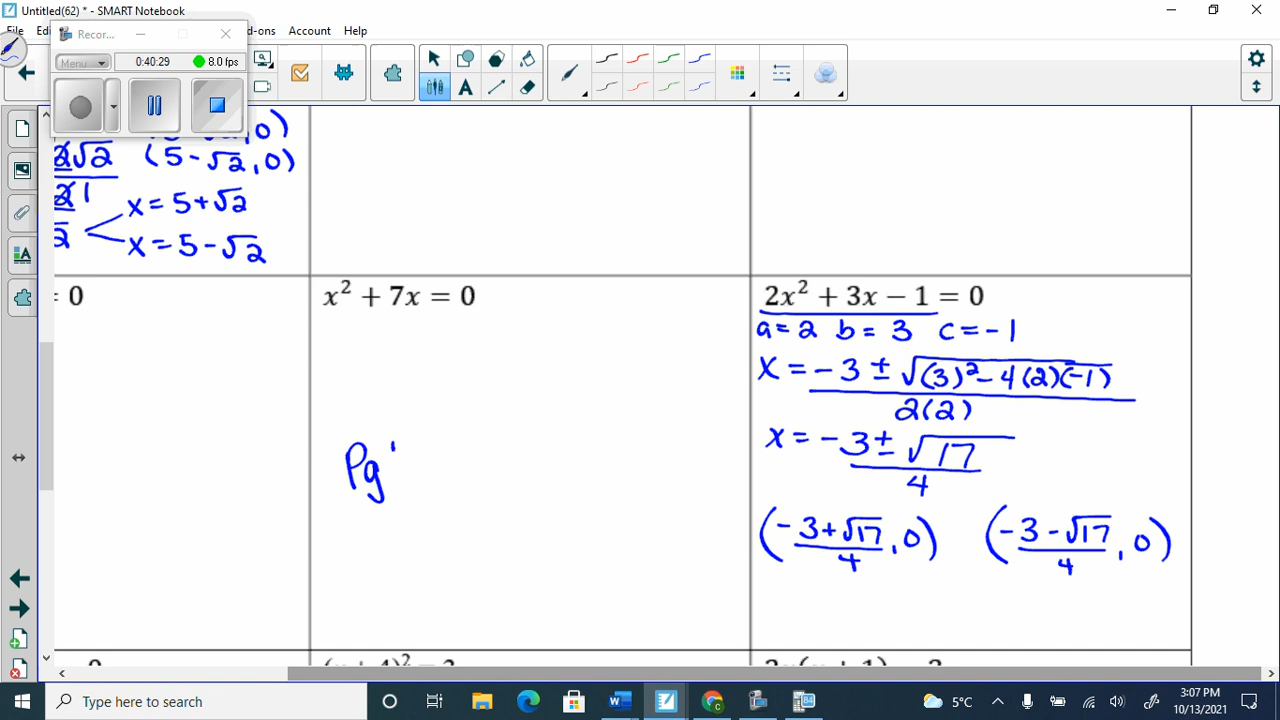 Untitled(62) * - SMART Notebook
File
Account
Help
Recor...
Menu
0:40:29
8.0 fps
(5 - √2, 0)
x = 5 + √2
x = 5 - √2
= 0
x² + 7x = 0
Pg
2x² + 3x − 1 = 0
a = 2 b = 3 c = -1
x = -3 ± √(3)² - 4(2)(-1)
2(2)
x = -3 ± √17
4
(-3+√17/4, 0) (-3-√17/4, 0)
Type here to search
5°C
3:07 PM
10/13/2021